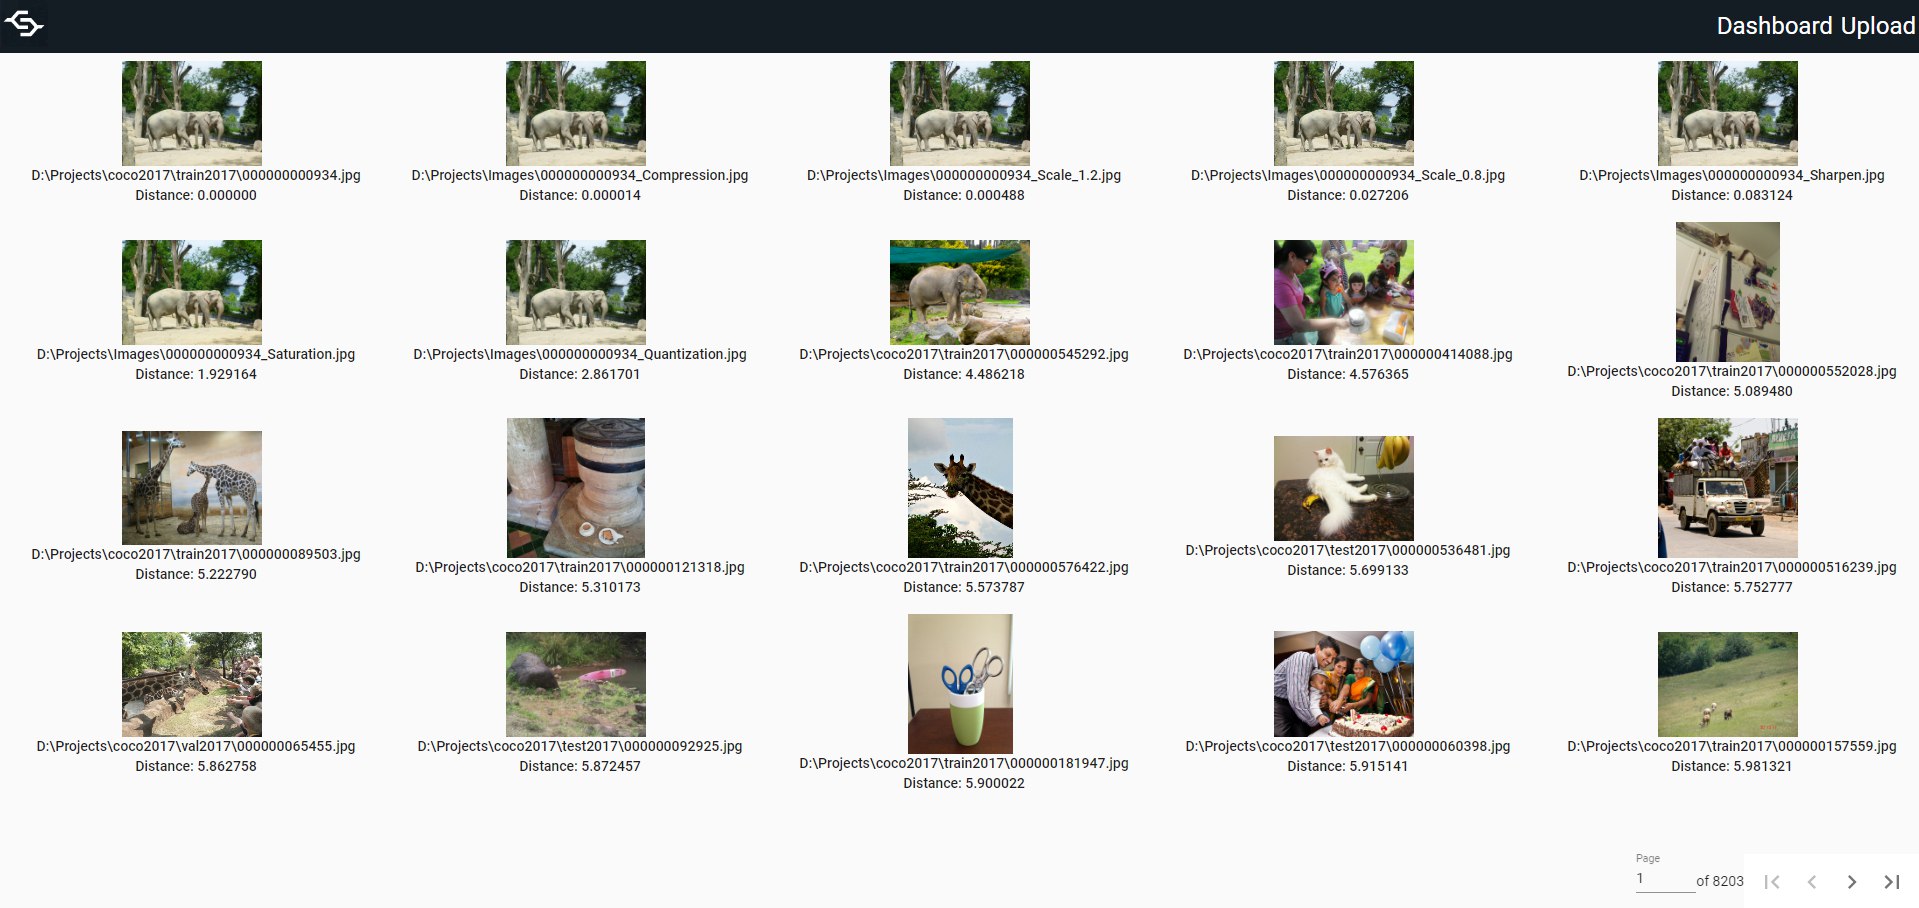 Dashboard Upload
D:\Projects\coco2017\train2017\000000000934.jpg
Distance: 0.000000
D:\Projects\Images\000000000934_Compression.jpg
Distance: 0.000014
D:\Projects\Images\000000000934_Scale_1.2.jpg
Distance: 0.000488
D:\Projects\Images\000000000934_Scale_0.8.jpg
Distance: 0.027206
D:\Projects\Images\000000000934_Sharpen.jpg
Distance: 0.083124
D:\Projects\Images\000000000934_Saturation.jpg
Distance: 1.929164
D:\Projects\Images\000000000934_Quantization.jpg
Distance: 2.861701
D:\Projects\coco2017\train2017\000000545292.jpg
Distance: 4.486218
D:\Projects\coco2017\train2017\000000414088.jpg
Distance: 4.576365
D:\Projects\coco2017\train2017\000000552028.jpg
Distance: 5.089480
D:\Projects\coco2017\train2017\000000089503.jpg
Distance: 5.222790
D:\Projects\coco2017\train2017\000000121318.jpg
Distance: 5.310173
D:\Projects\coco2017\train2017\000000576422.jpg
Distance: 5.573787
D:\Projects\coco2017\test2017\000000536481.jpg
Distance: 5.699133
D:\Projects\coco2017\train2017\000000516239.jpg
Distance: 5.752777
D:\Projects\coco2017\val2017\000000065455.jpg
Distance: 5.862758
D:\Projects\coco2017\test2017\000000092925.jpg
Distance: 5.872457
D:\Projects\coco2017\train2017\000000181947.jpg
Distance: 5.900022
D:\Projects\coco2017\test2017\000000060398.jpg
Distance: 5.915141
D:\Projects\coco2017\train2017\000000157559.jpg
Distance: 5.981321
Page
1 of 8203